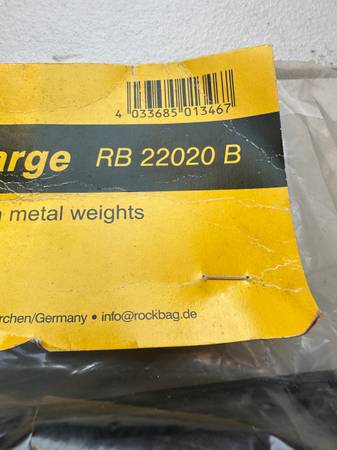 4 033685 013467
arge RB 22020 B
metal weights
rchen/Germany • info@rockbag.de